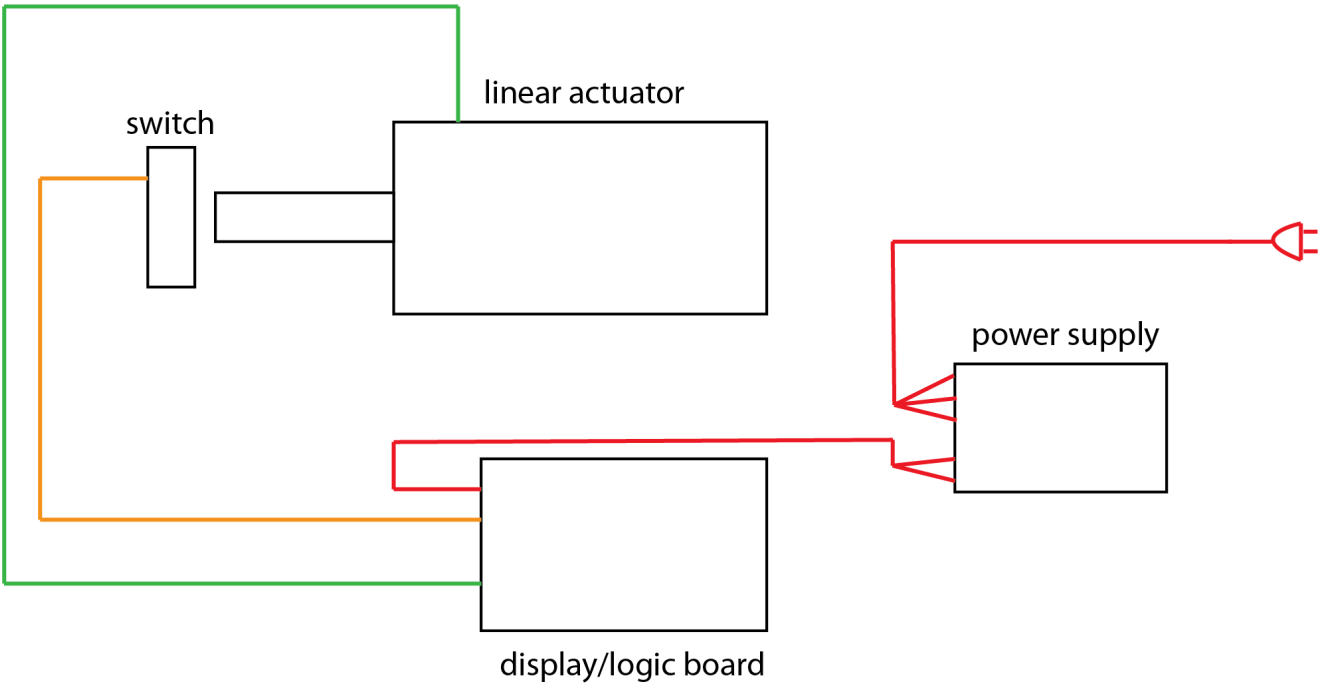 linear actuator
switch
power supply
display/logic board